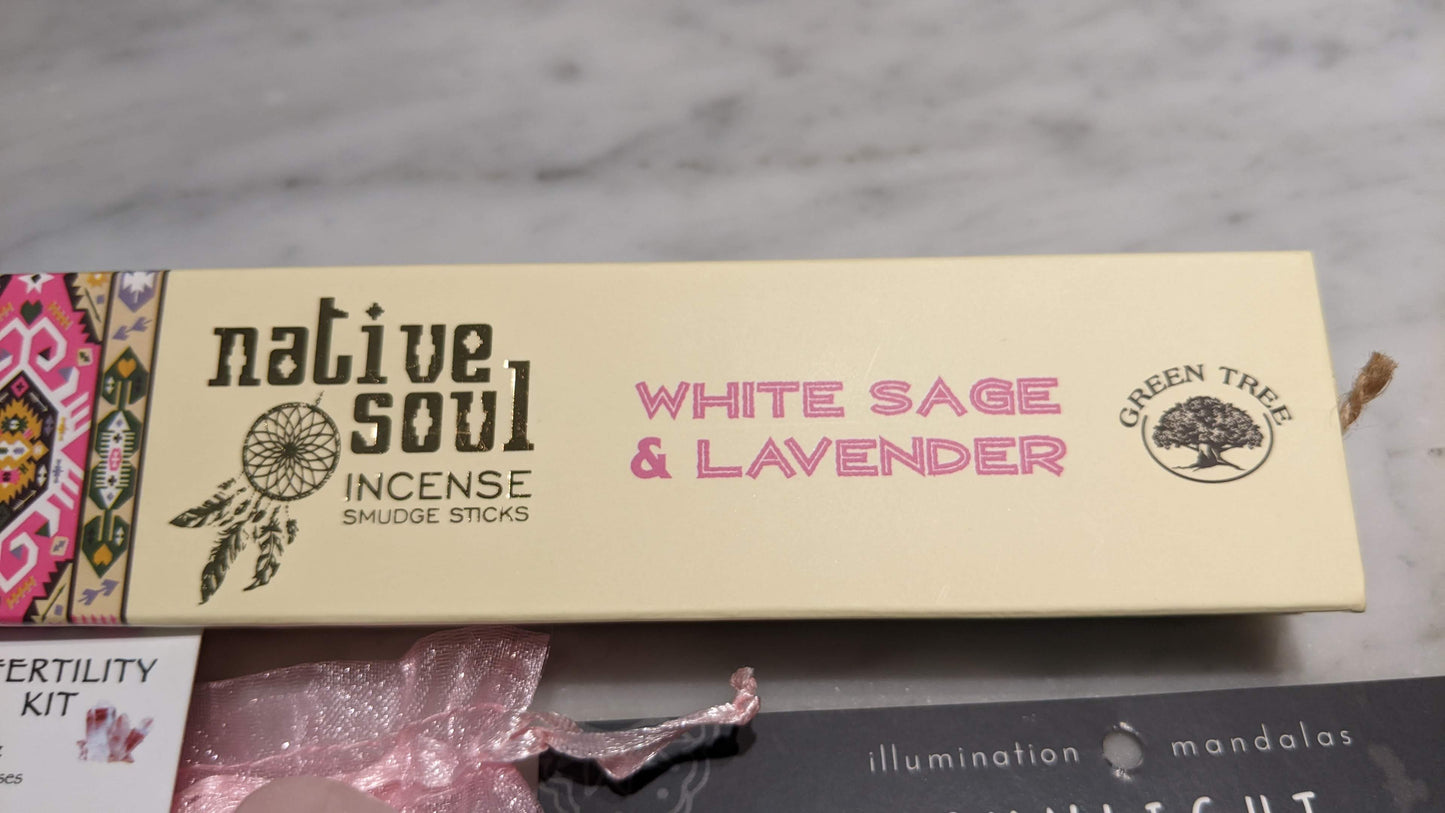 native
soul
INCENSE
SMUDGE STICKS
WHITE SAGE
& LAVENDER
GREEN TREE
FERTILITY
KIT
illumination mandalas